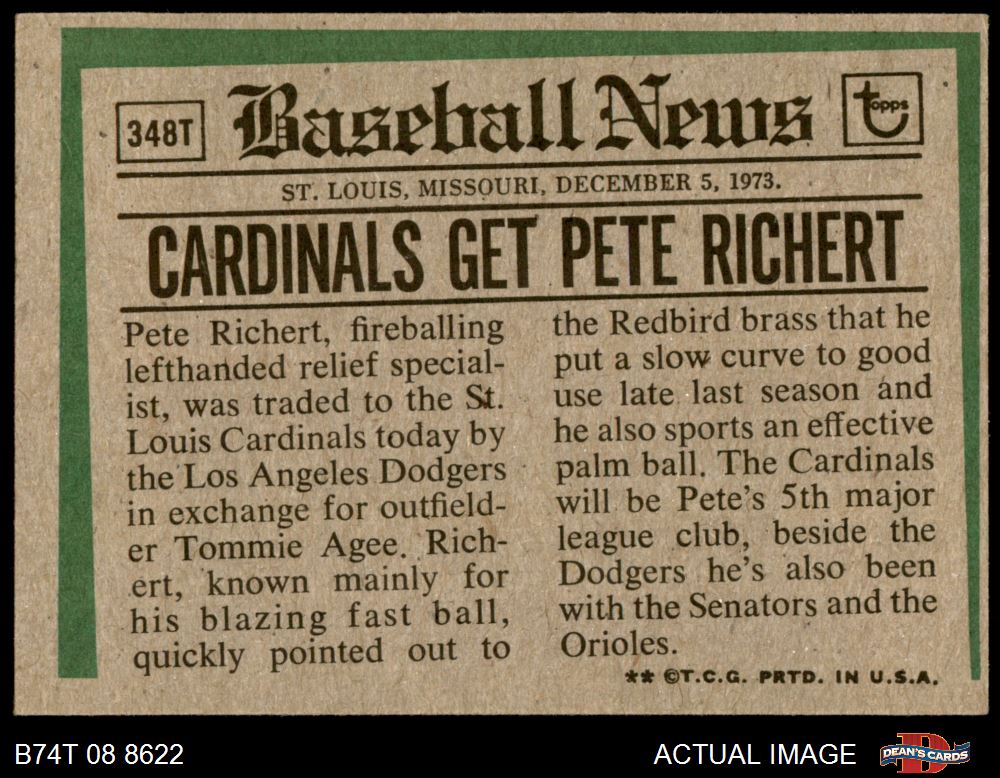 348T
Baseball News
topps
ST. LOUIS, MISSOURI, DECEMBER 5, 1973.
CARDINALS GET PETE RICHERT
Pete Richert, fireballing
lefthanded relief special-
ist, was traded to the St.
Louis Cardinals today by
the Los Angeles Dodgers
in exchange for outfield-
er Tommie Agee. Rich-
ert, known mainly for
his blazing fast ball,
quickly pointed out to
the Redbird brass that he
put a slow curve to good
use late last season and
he also sports an effective
palm ball. The Cardinals
will be Pete's 5th major
league club, beside the
Dodgers he's also been
with the Senators and the
Orioles.
** ©T.C.G. PRTD. IN U.S.A.
B74T 08 8622
ACTUAL IMAGE
DEAN'S CARDS